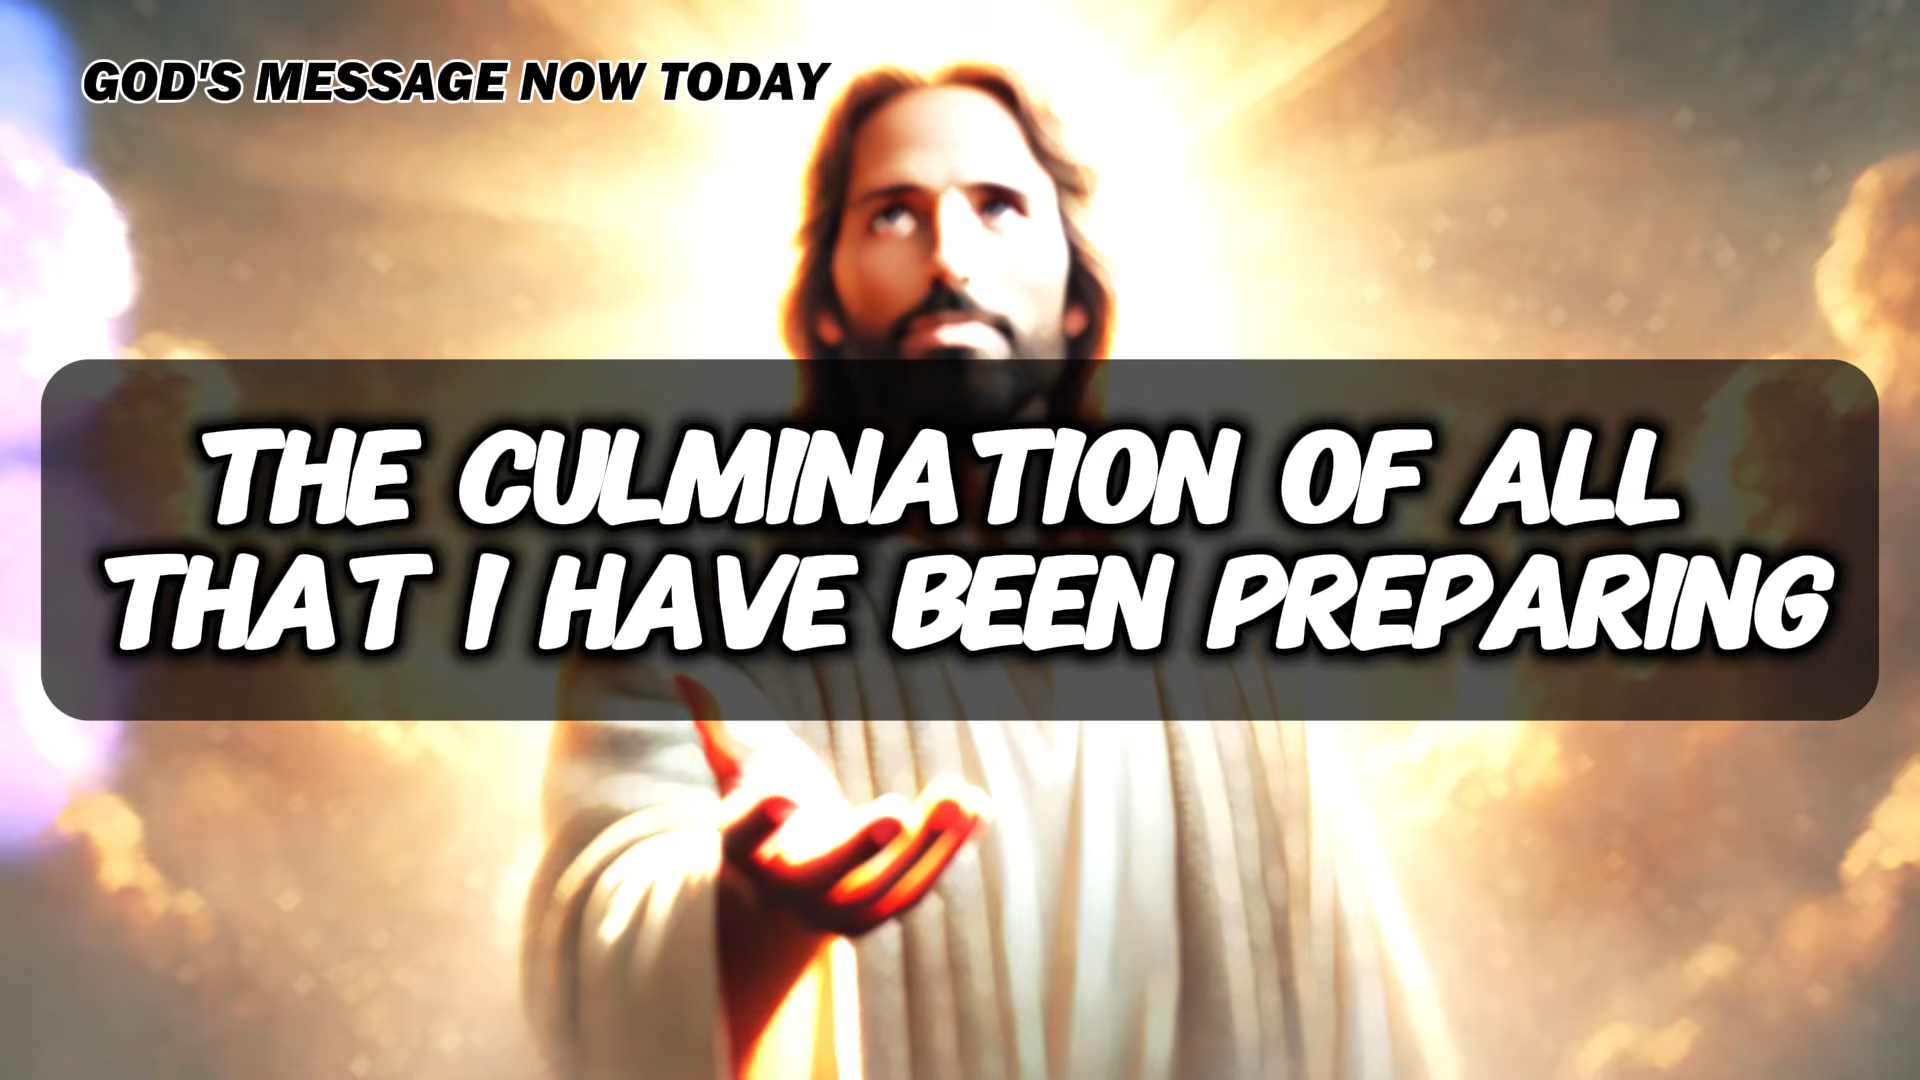 GOD'S MESSAGE NOW TODAY
THE CULMINATION OF ALL
THAT I HAVE BEEN PREPARING